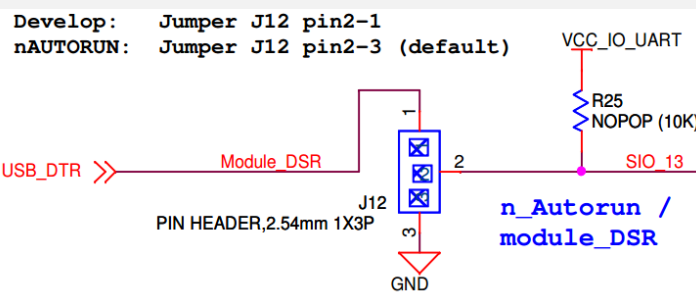 Develop: Jumper J12 pin2-1
nAUTORUN: Jumper J12 pin2-3 (default)
VCC_IO_UART
R25
NOPOP (10K)
1
USB_DTR
Module_DSR
2
SIO_13
J12
PIN HEADER,2.54mm 1X3P
3
n_Autorun /
module_DSR
GND